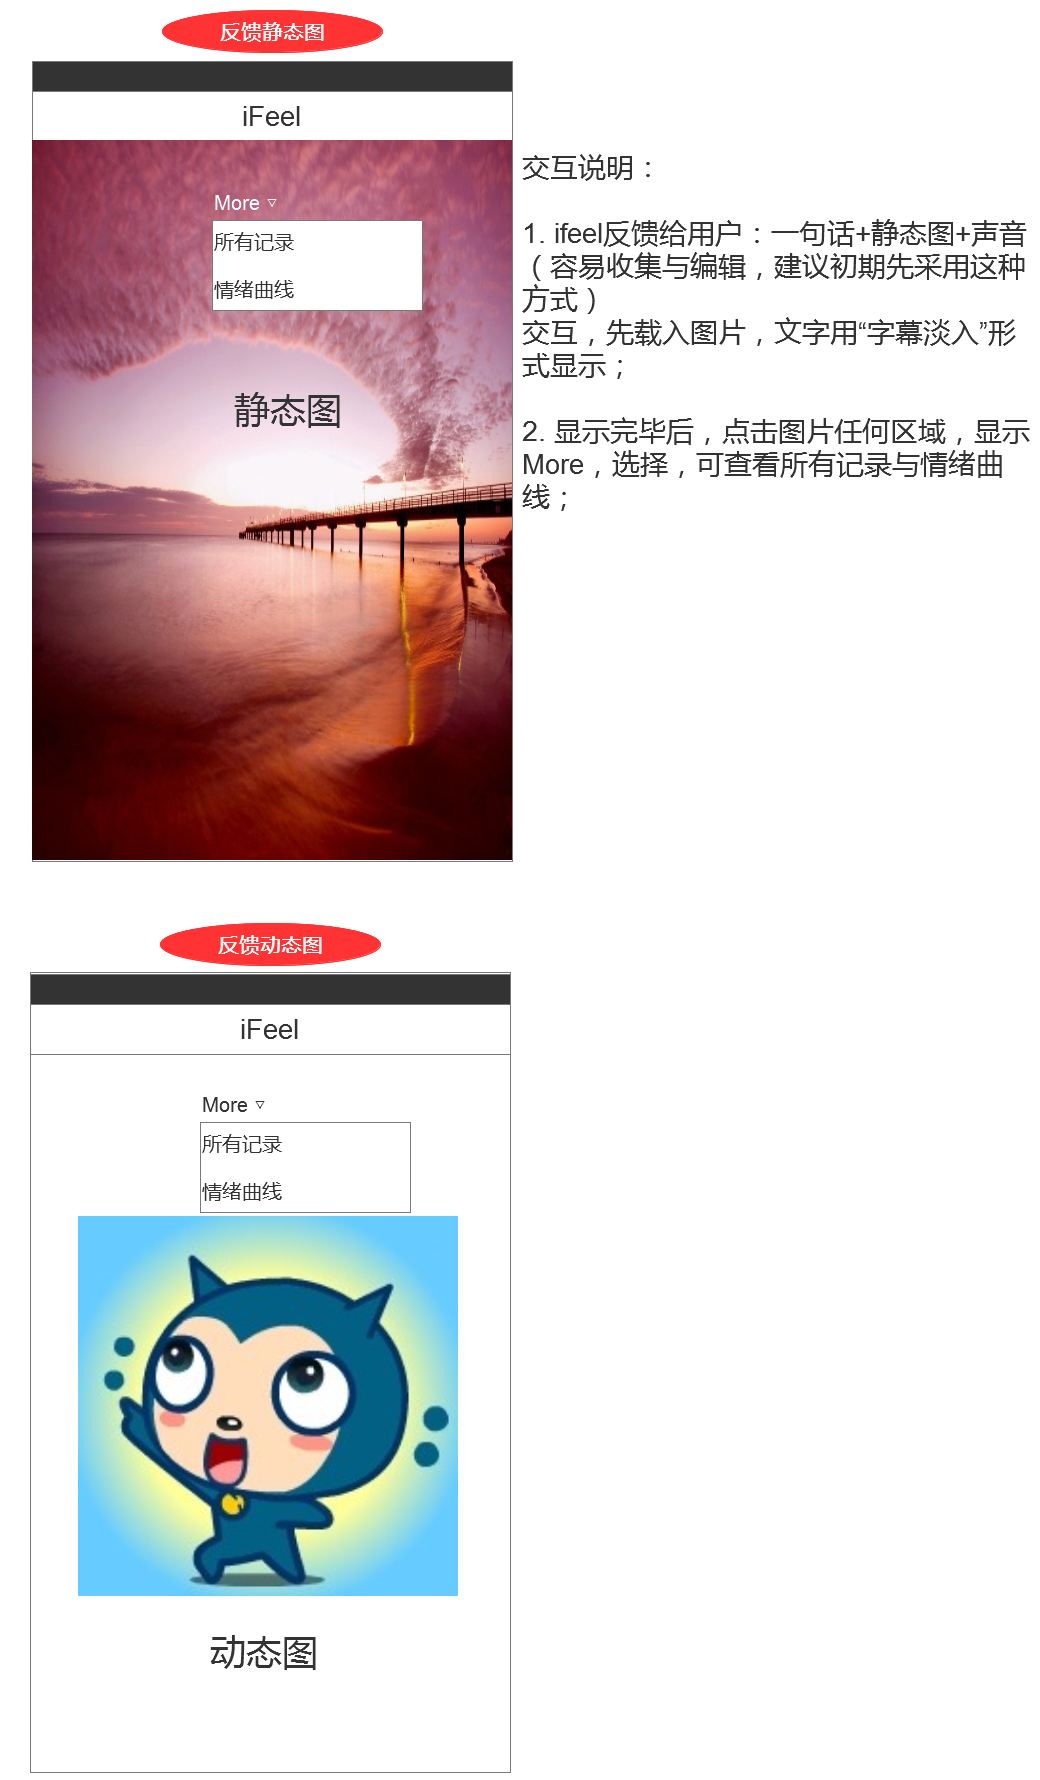 反馈静态图
iFeel
More ▽
所有记录
情绪曲线
静态图
交互说明：
1. ifeel反馈给用户：一句话+静态图+声音
（容易收集与编辑，建议初期先采用这种
方式）
交互，先载入图片，文字用“字幕淡入”形
式显示；
2. 显示完毕后，点击图片任何区域，显示
More，选择，可查看所有记录与情绪曲
线；
反馈动态图
iFeel
More ▽
所有记录
情绪曲线
动态图